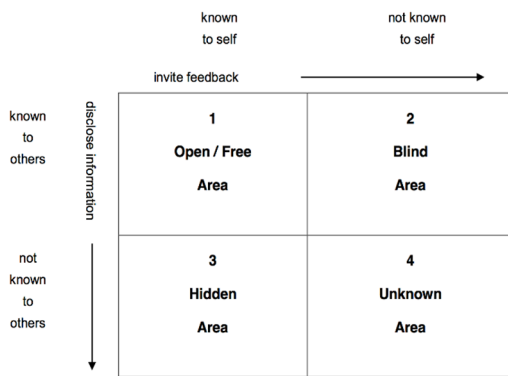 known
to self
not known
to self
invite feedback
known
to
others
disclose information
1
Open / Free
Area
2
Blind
Area
not
known
to
others
3
Hidden
Area
4
Unknown
Area